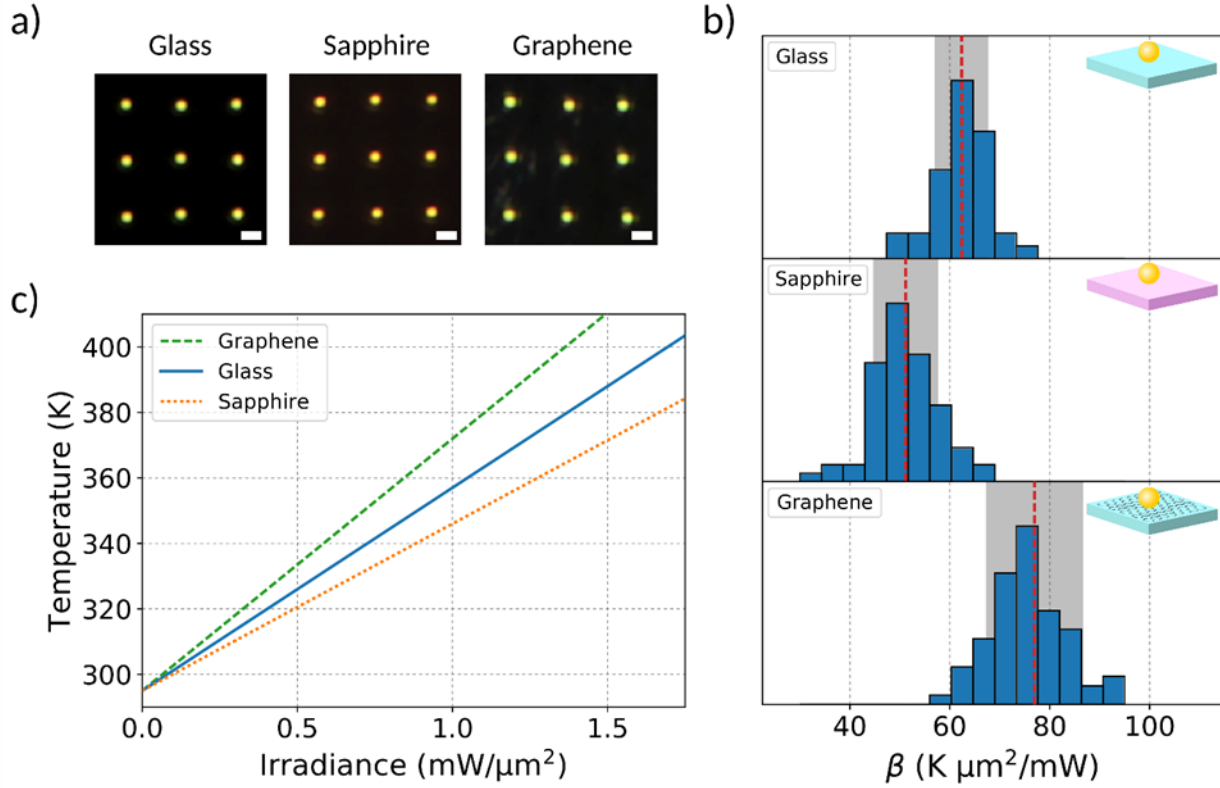 a)
Glass
Sapphire
Graphene
b)
Glass
Sapphire
Graphene
40
60
80
100
β (K μm²/mW)
c)
Graphene
Glass
Sapphire
400
380
360
340
320
300
Temperature (K)
0.0
0.5
1.0
1.5
Irradiance (mW/μm²)